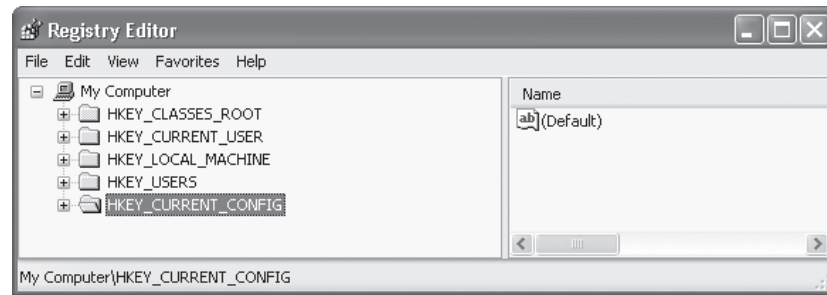 Registry Editor
File Edit View Favorites Help
My Computer
HKEY_CLASSES_ROOT
HKEY_CURRENT_USER
HKEY_LOCAL_MACHINE
HKEY_USERS
HKEY_CURRENT_CONFIG
Name
ab (Default)
My Computer\HKEY_CURRENT_CONFIG